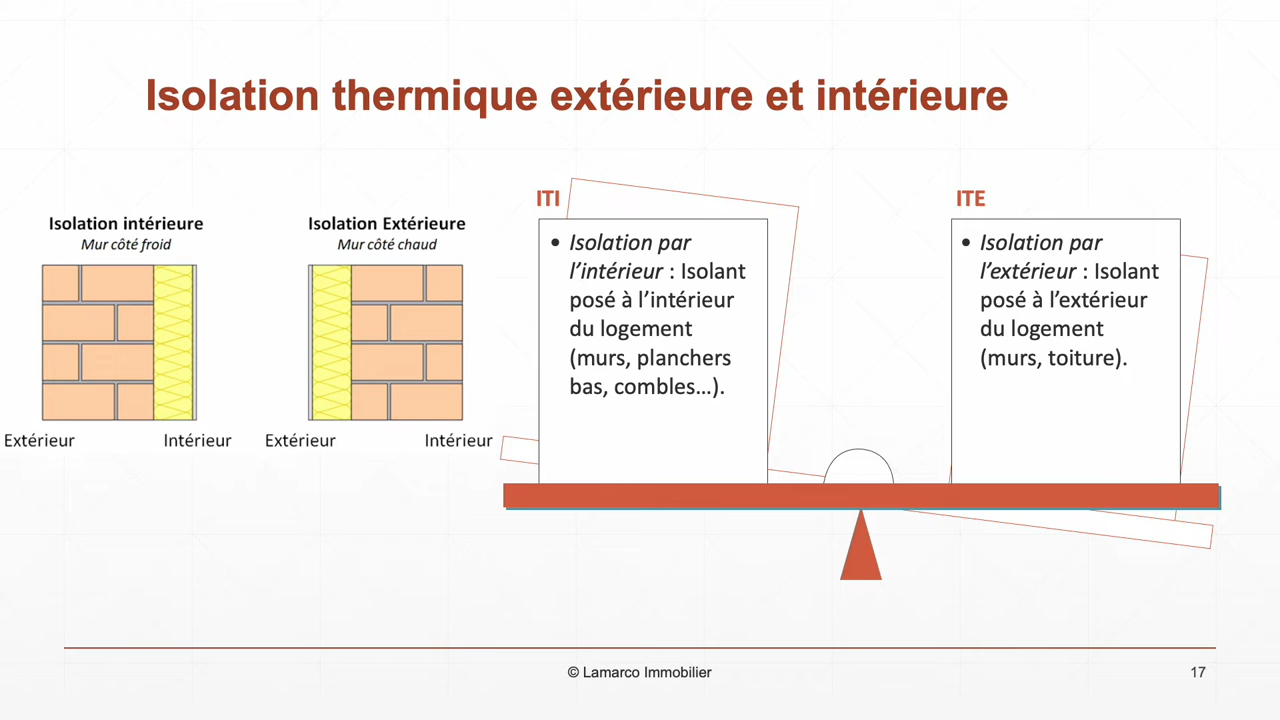 Isolation thermique extérieure et intérieure
Isolation intérieure
Mur côté froid
Extérieur
Intérieur
Isolation Extérieure
Mur côté chaud
Extérieur
Intérieur
ITI
• Isolation par
l’intérieur : Isolant
posé à l’intérieur
du logement
(murs, planchers
bas, combles…).
ITE
• Isolation par
l’extérieur : Isolant
posé à l’extérieur
du logement
(murs, toiture).
© Lamarco Immobilier
17